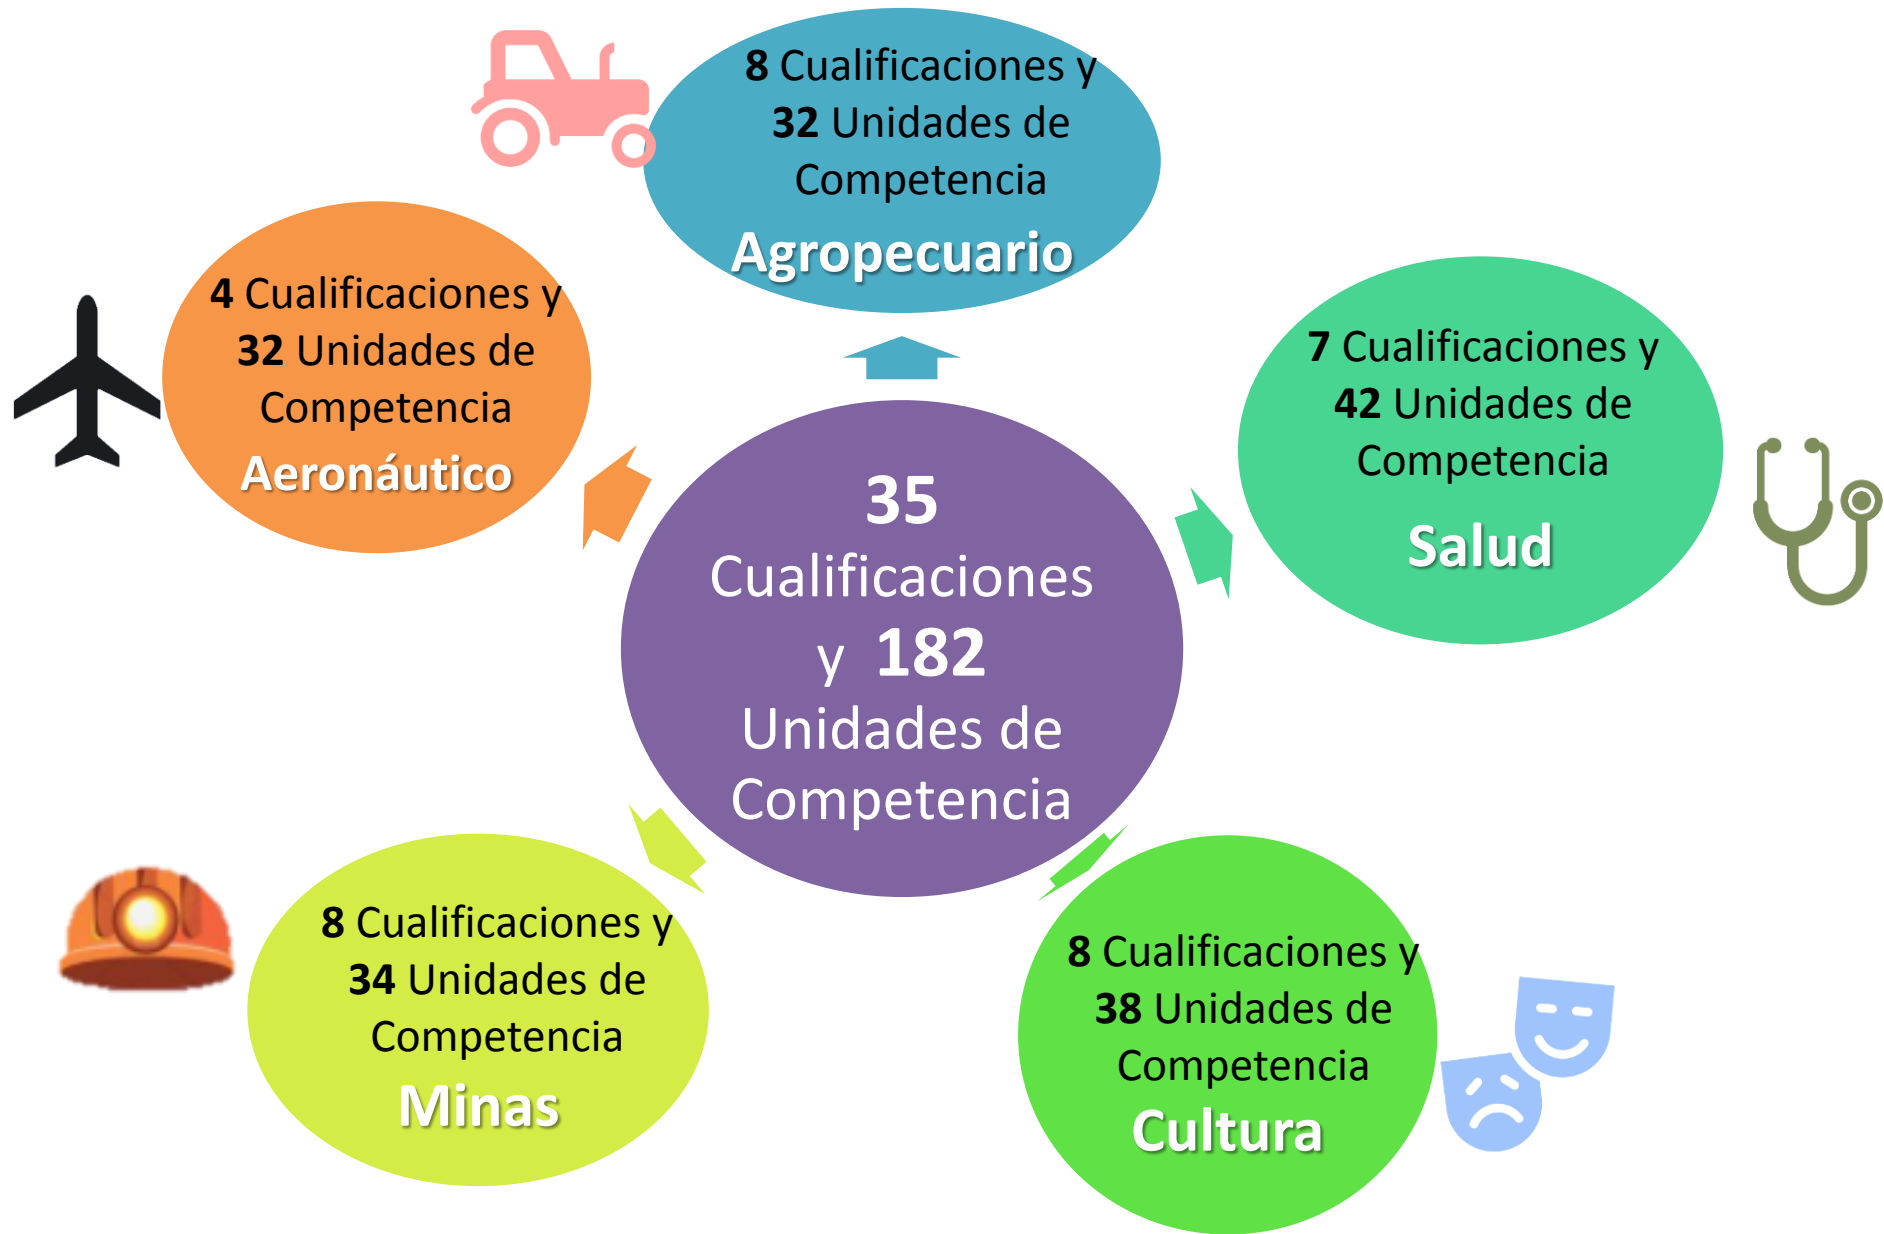 8 Cualificaciones y
32 Unidades de
Competencia
Agropecuario
4 Cualificaciones y
32 Unidades de
Competencia
Aeronáutico
7 Cualificaciones y
42 Unidades de
Competencia
Salud
35
Cualificaciones
y 182
Unidades de
Competencia
8 Cualificaciones y
34 Unidades de
Competencia
Minas
8 Cualificaciones y
38 Unidades de
Competencia
Cultura